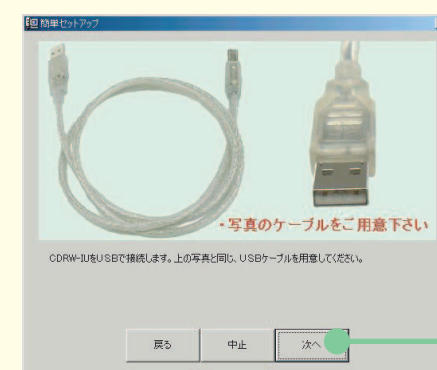 簡単セットアップ
・写真のケーブルをご用意下さい
CDRW-IUをUSBで接続します。上の写真と同じ、USBケーブルを用意してください。
戻る
中止
次へ